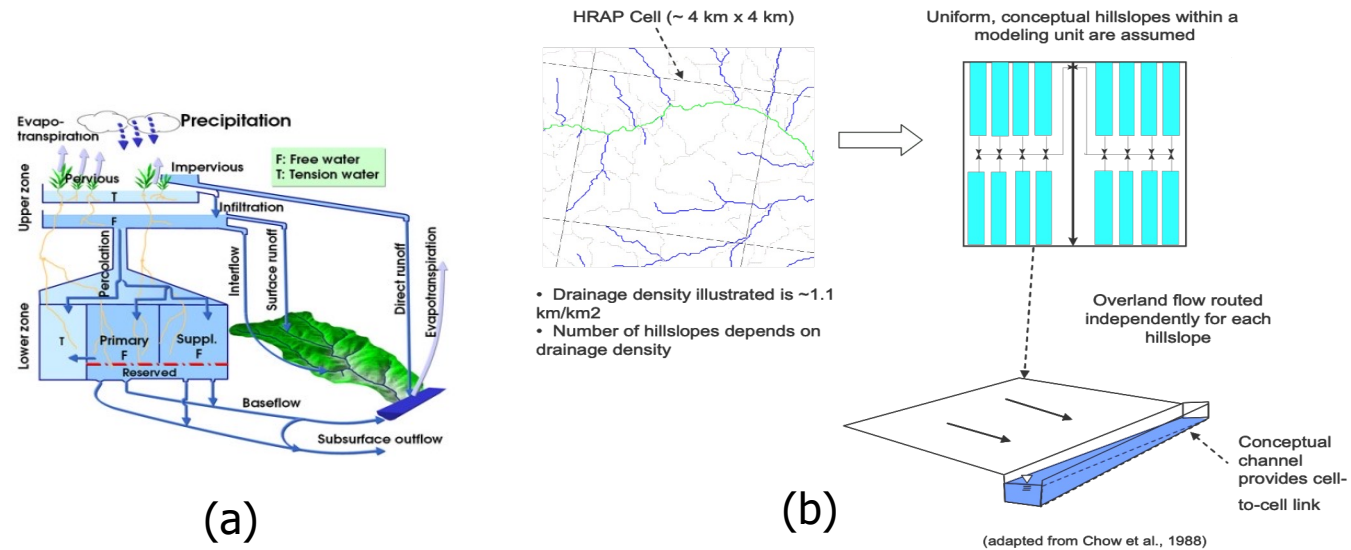 Evapo-
transpiration
Precipitation
F: Free water
T: Tension water
Impervious
Pervious
Upper zone
T
Infiltration
F
Percolation
Interflow
Surface runoff
Direct runoff
Evapotranspiration
Lower zone
T
Primary
F
Suppl.
F
Reserved
Baseflow
Subsurface outflow
(a)
HRAP Cell (~ 4 km x 4 km)
• Drainage density illustrated is ~1.1
km/km2
• Number of hillslopes depends on
drainage density
Uniform, conceptual hillslopes within a
modeling unit are assumed
Overland flow routed
independently for each
hillslope
Conceptual
channel
provides cell-
to-cell link
(b)
(adapted from Chow et al., 1988)